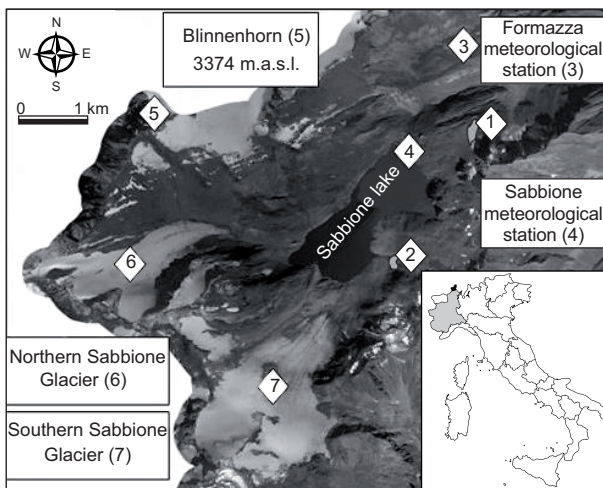 N
W E
S
0 1 km
Blinnenhorn (5)
3374 m.a.s.l.
Formazza
meteorological
station (3)
3
5
1
4
Sabbione lake
Sabbione
meteorological
station (4)
6
2
Northern Sabbione
Glacier (6)
7
Southern Sabbione
Glacier (7)